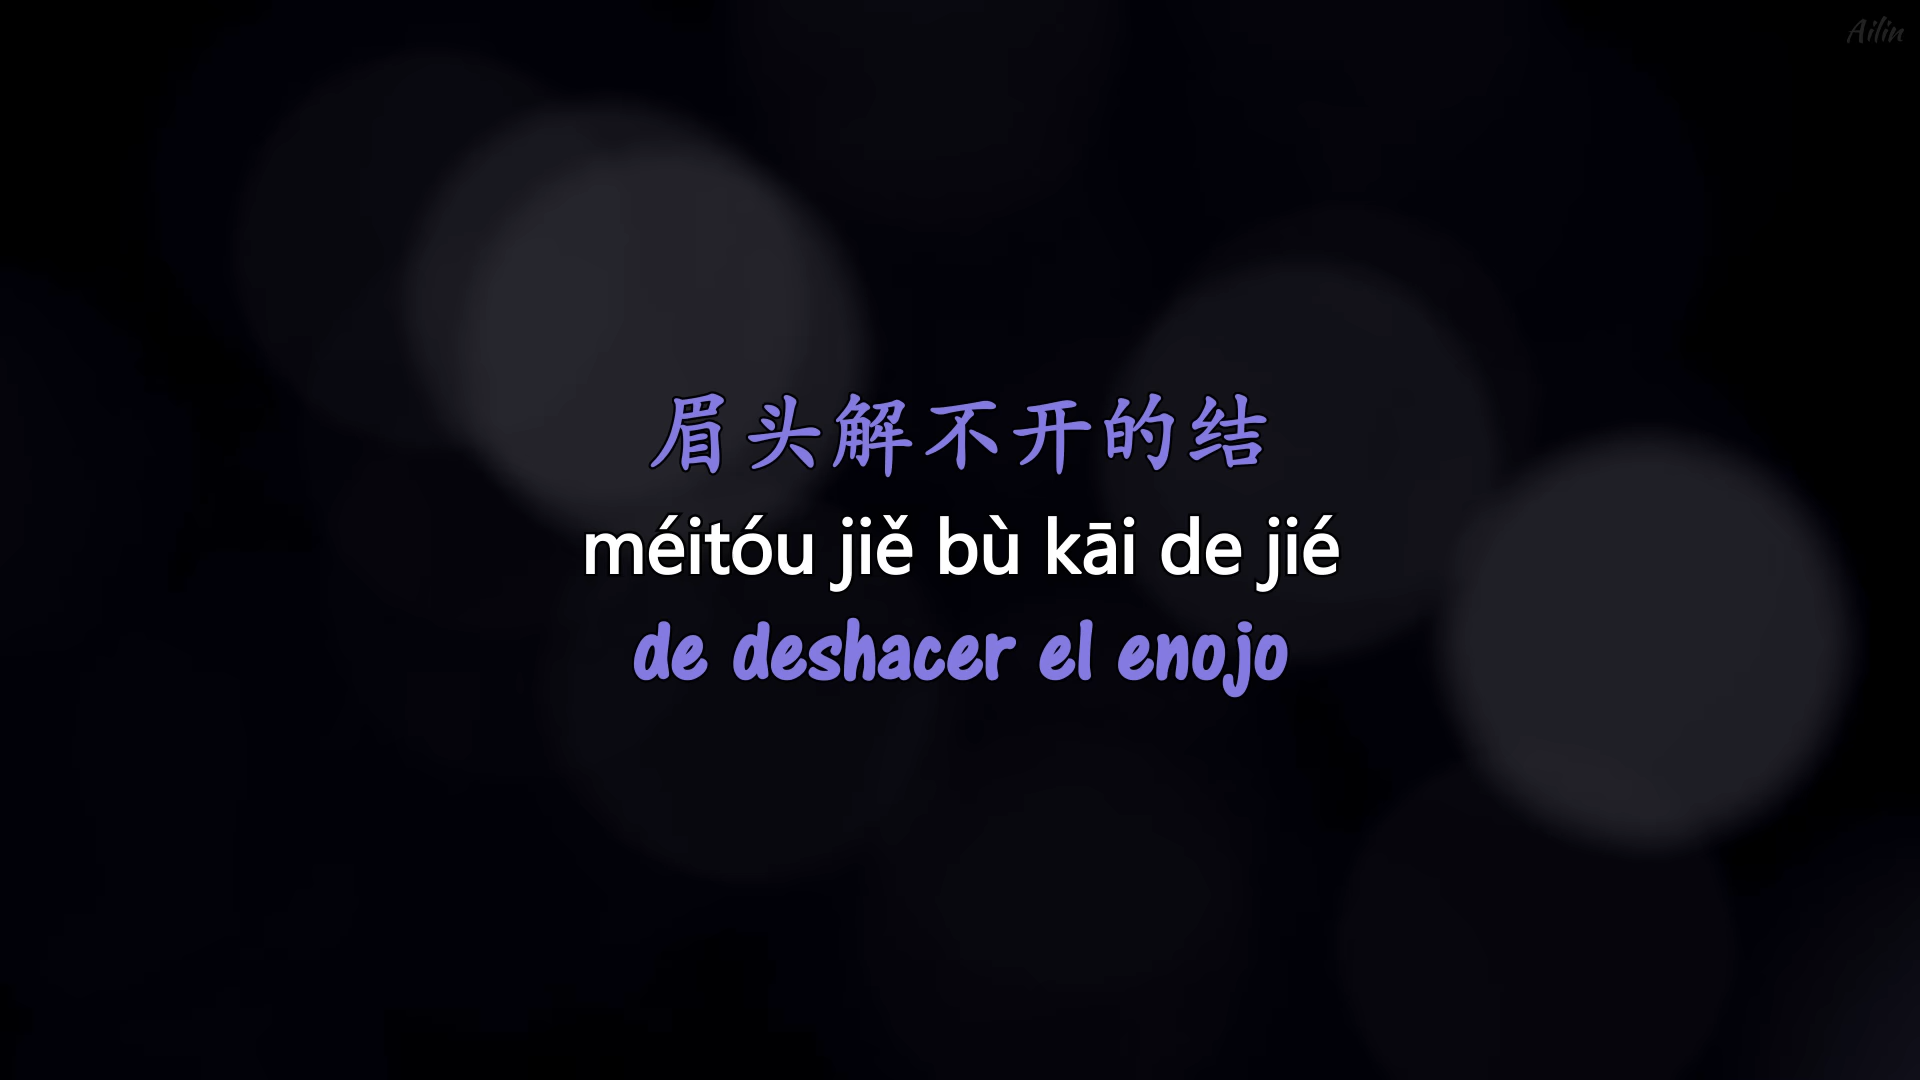 Ailin
眉头解不开的结
méitóu jiě bù kāi de jié
de deshacer el enojo